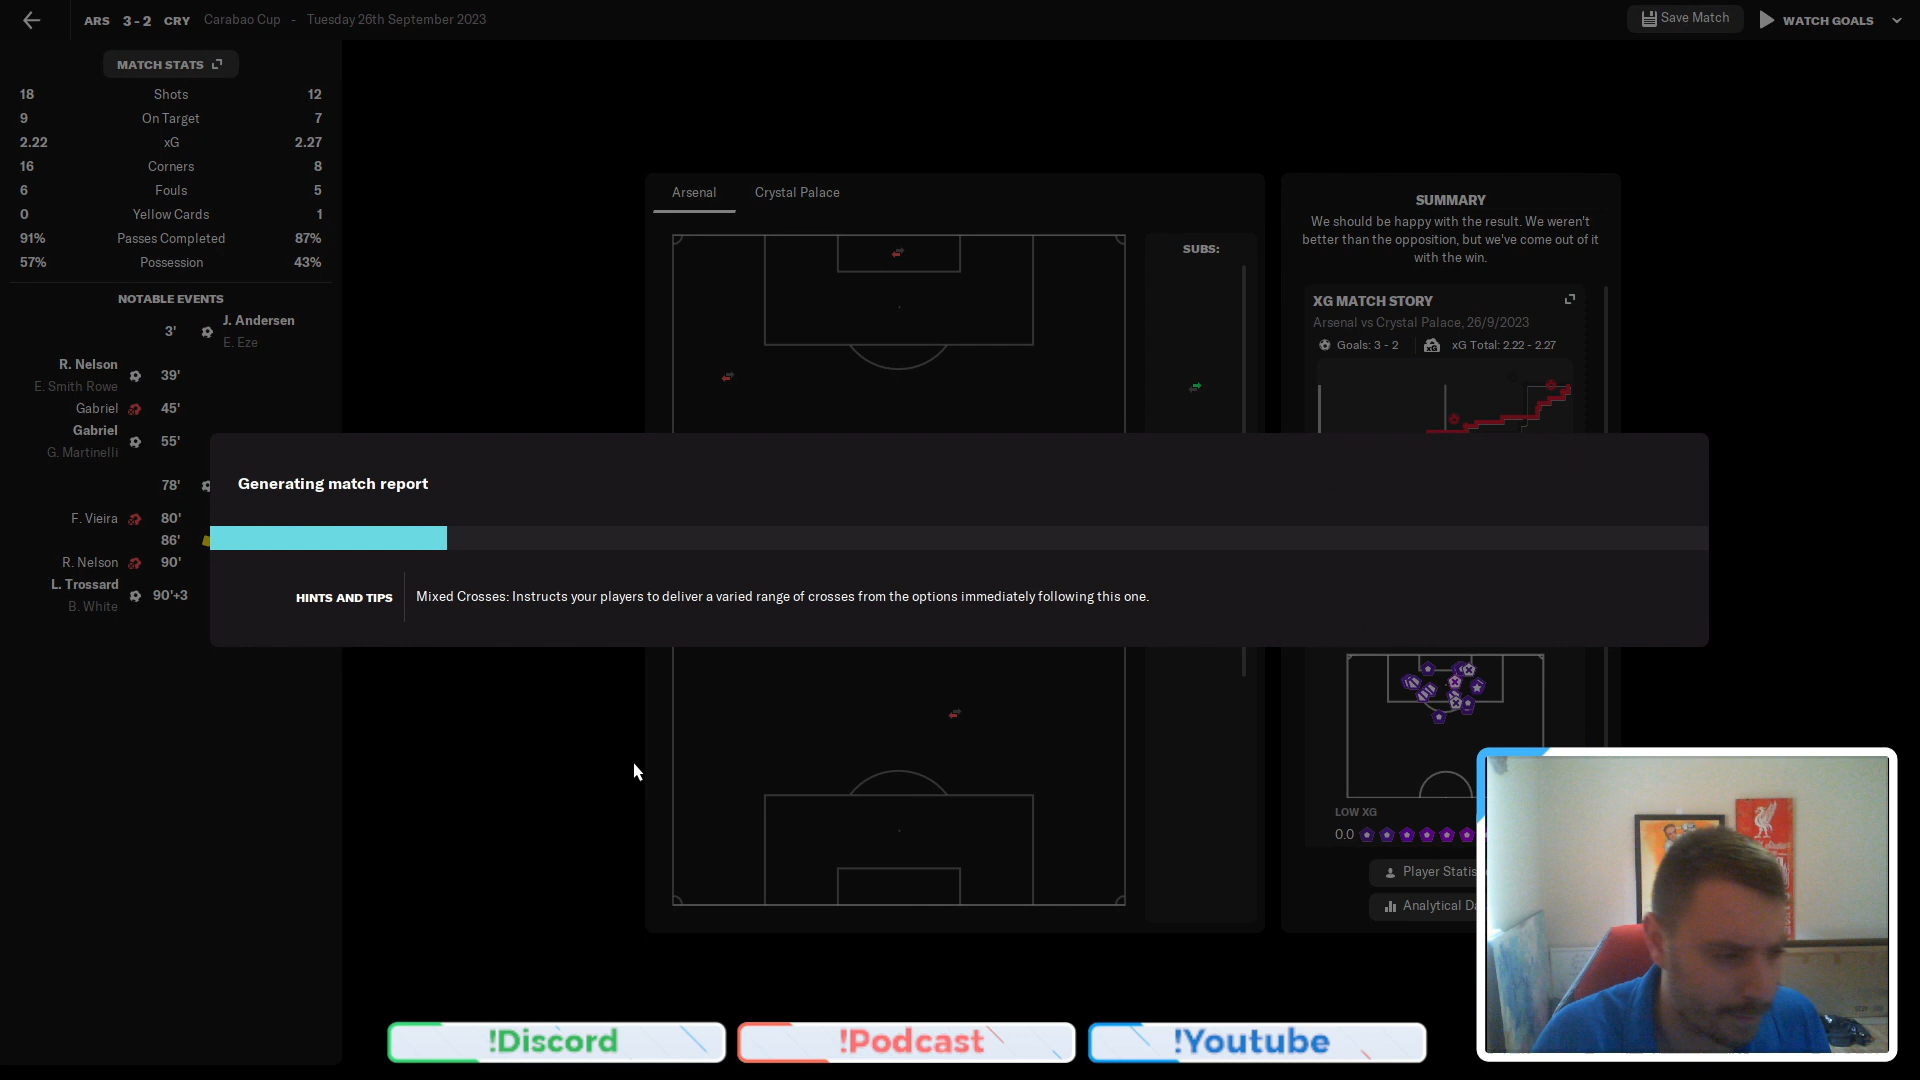 ARS 3 - 2 CRY Carabao Cup - Tuesday 26th September 2023
Save Match
WATCH GOALS
MATCH STATS
18 Shots 12
9 On Target 7
2.22 xG 2.27
16 Corners 8
6 Fouls 5
0 Yellow Cards 1
91% Passes Completed 87%
57% Possession 43%
NOTABLE EVENTS
3' J. Andersen
E. Eze
R. Nelson 39'
E. Smith Rowe
Gabriel 45'
Gabriel 55'
G. Martinelli
78'
F. Vieira 80'
86'
R. Nelson 90'
L. Trossard 90'+3
B. White
Arsenal Crystal Palace
SUBS:
SUMMARY
We should be happy with the result. We weren't
better than the opposition, but we've come out of it
with the win.
XG MATCH STORY
Arsenal vs Crystal Palace, 26/9/2023
Goals: 3 - 2 xG Total: 2.22 - 2.27
Generating match report
HINTS AND TIPS
Mixed Crosses: Instructs your players to deliver a varied range of crosses from the options immediately following this one.
LOW XG
0.0
Player Statis
Analytical Da
!Discord
!Podcast
!Youtube